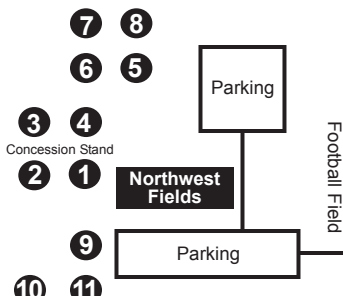 7 8
6 5
Parking
3 4
Concession Stand
2 1
Northwest
Fields
Football Field
9
Parking
10 11